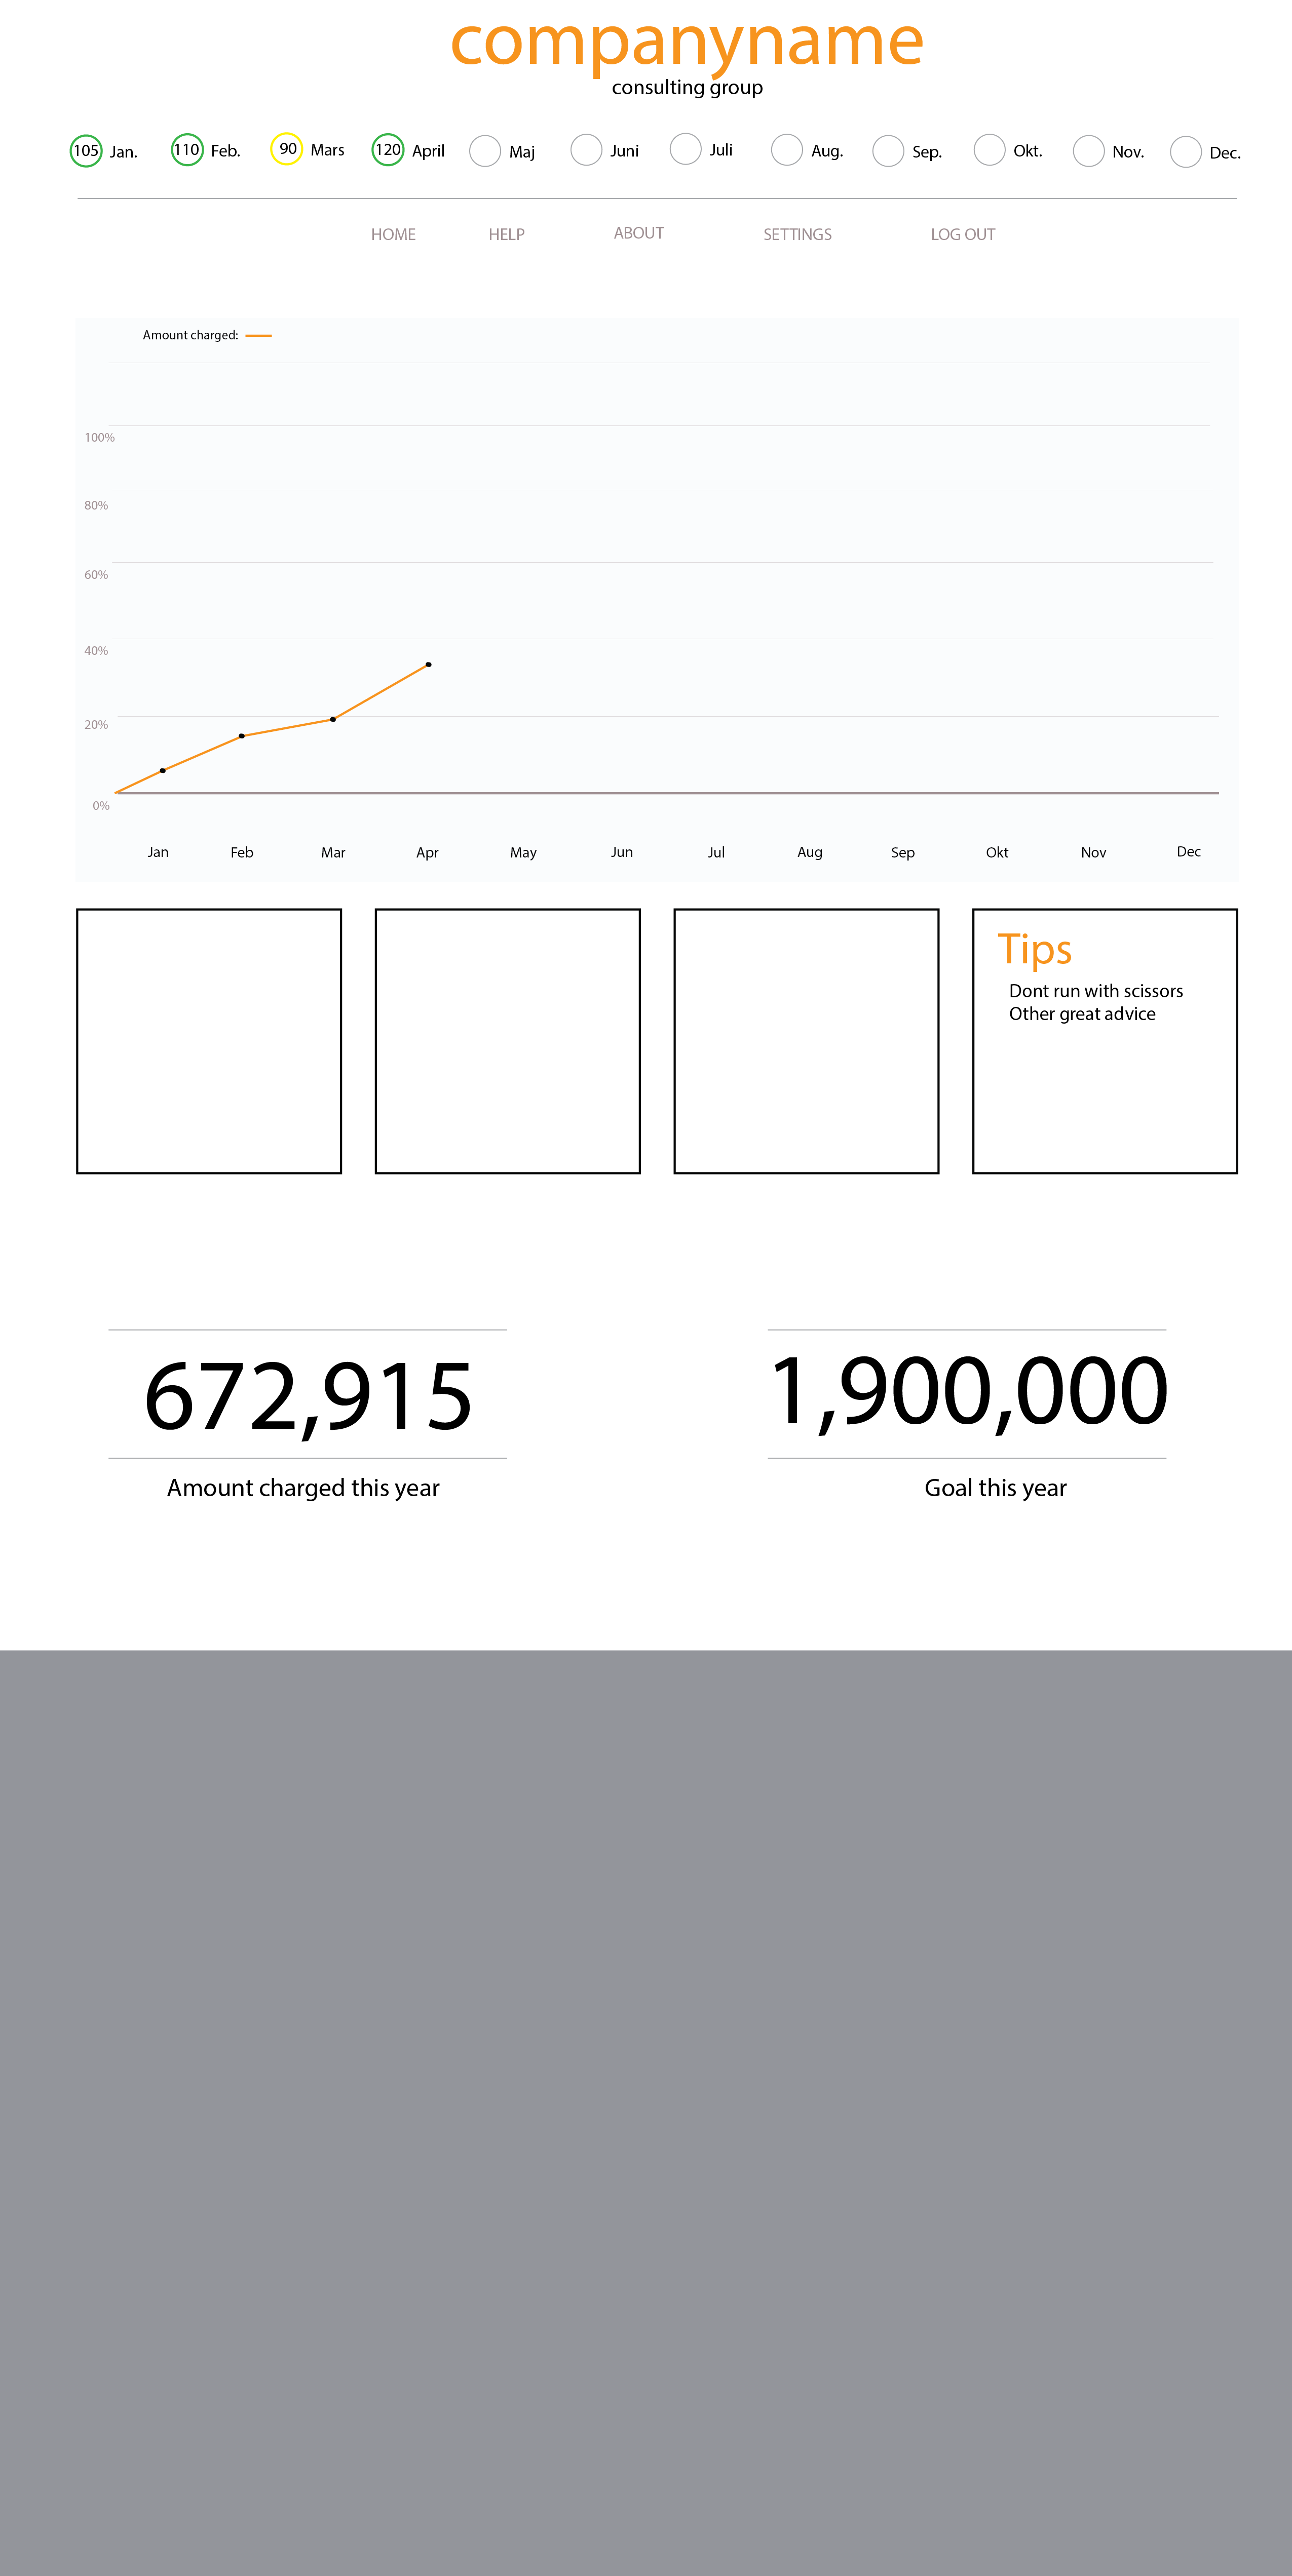 companyname
consulting group
105 Jan. 110 Feb. 90 Mars 120 April Maj Juni Juli Aug. Sep. Okt. Nov. Dec.
HOME HELP ABOUT SETTINGS LOG OUT
Amount charged:
100%
80%
60%
40%
20%
0%
Jan Feb Mar Apr May Jun Jul Aug Sep Okt Nov Dec
Tips
Dont run with scissors
Other great advice
672,915
Amount charged this year
1,900,000
Goal this year